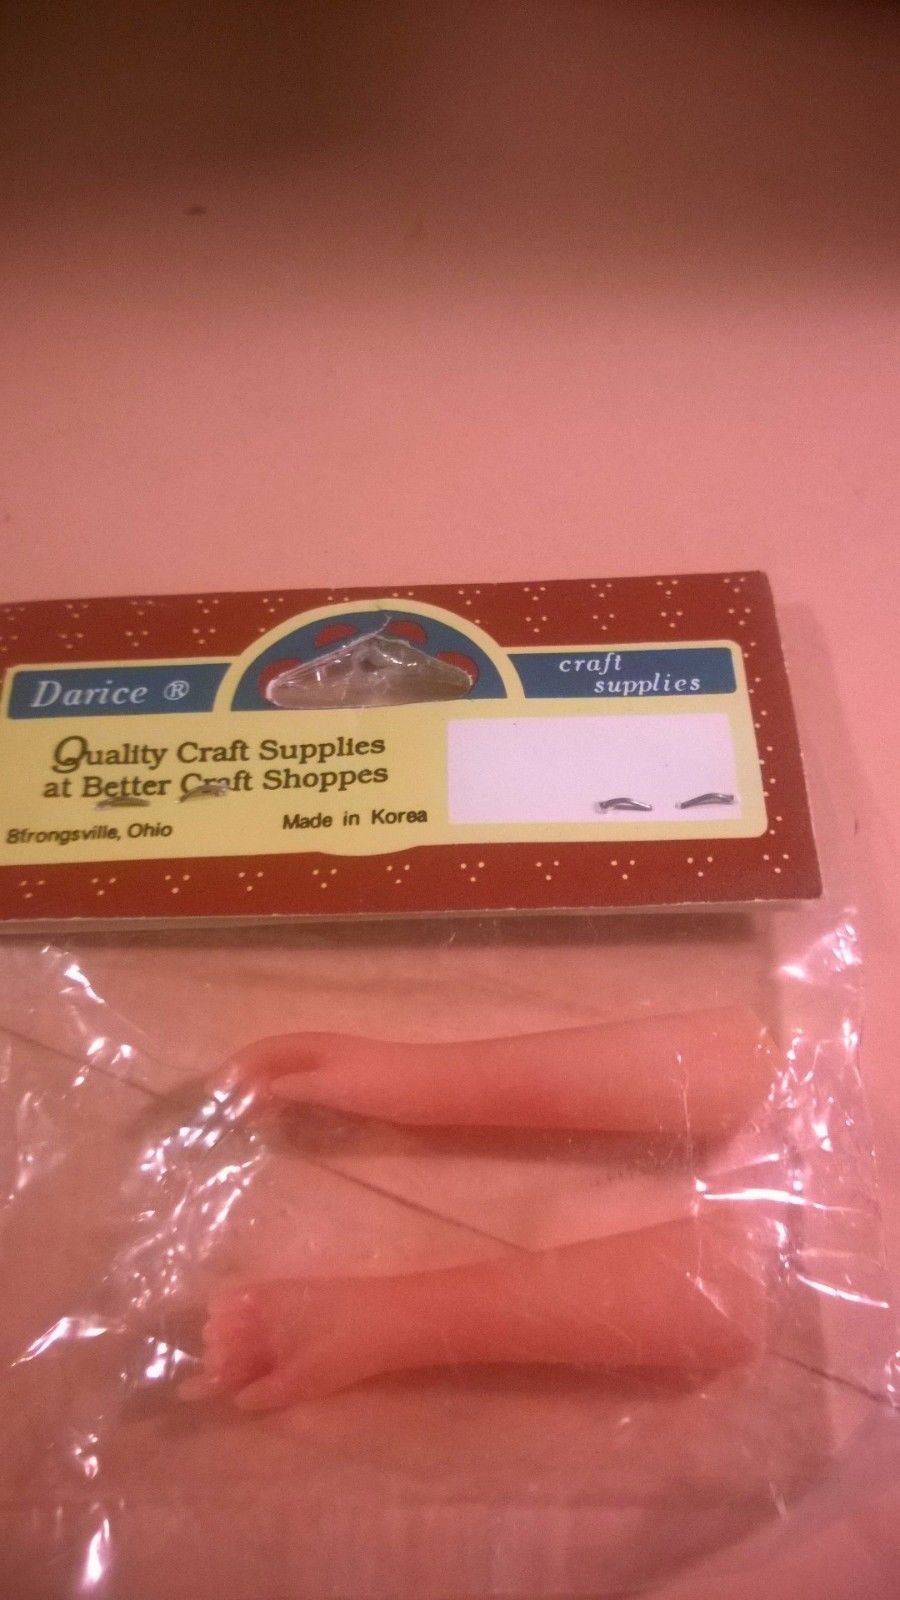 Darice ®
craft
supplies
Quality Craft Supplies
at Better Craft Shoppes
Strongsville, Ohio
Made in Korea